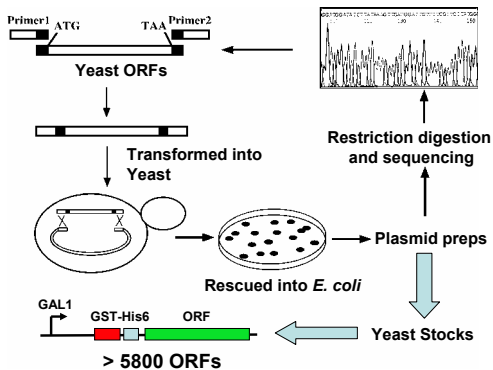 Primer1
ATG
TAA
Primer2
Yeast ORFs
Transformed into
Yeast
Rescued into E. coli
Plasmid preps
Restriction digestion
and sequencing
Yeast Stocks
GAL1
GST-His6
ORF
> 5800 ORFs